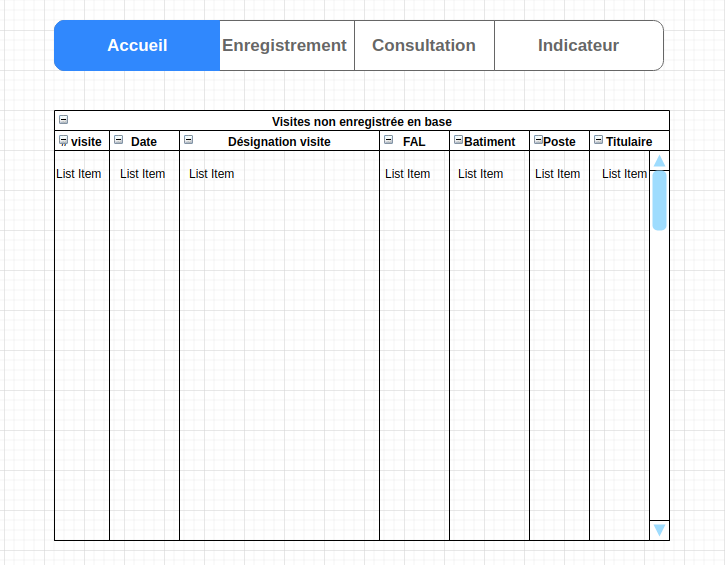 Accueil Enregistrement Consultation Indicateur
Visites non enregistrée en base
visite Date Désignation visite FAL Batiment Poste Titulaire
List Item List Item List Item List Item List Item List Item List Item